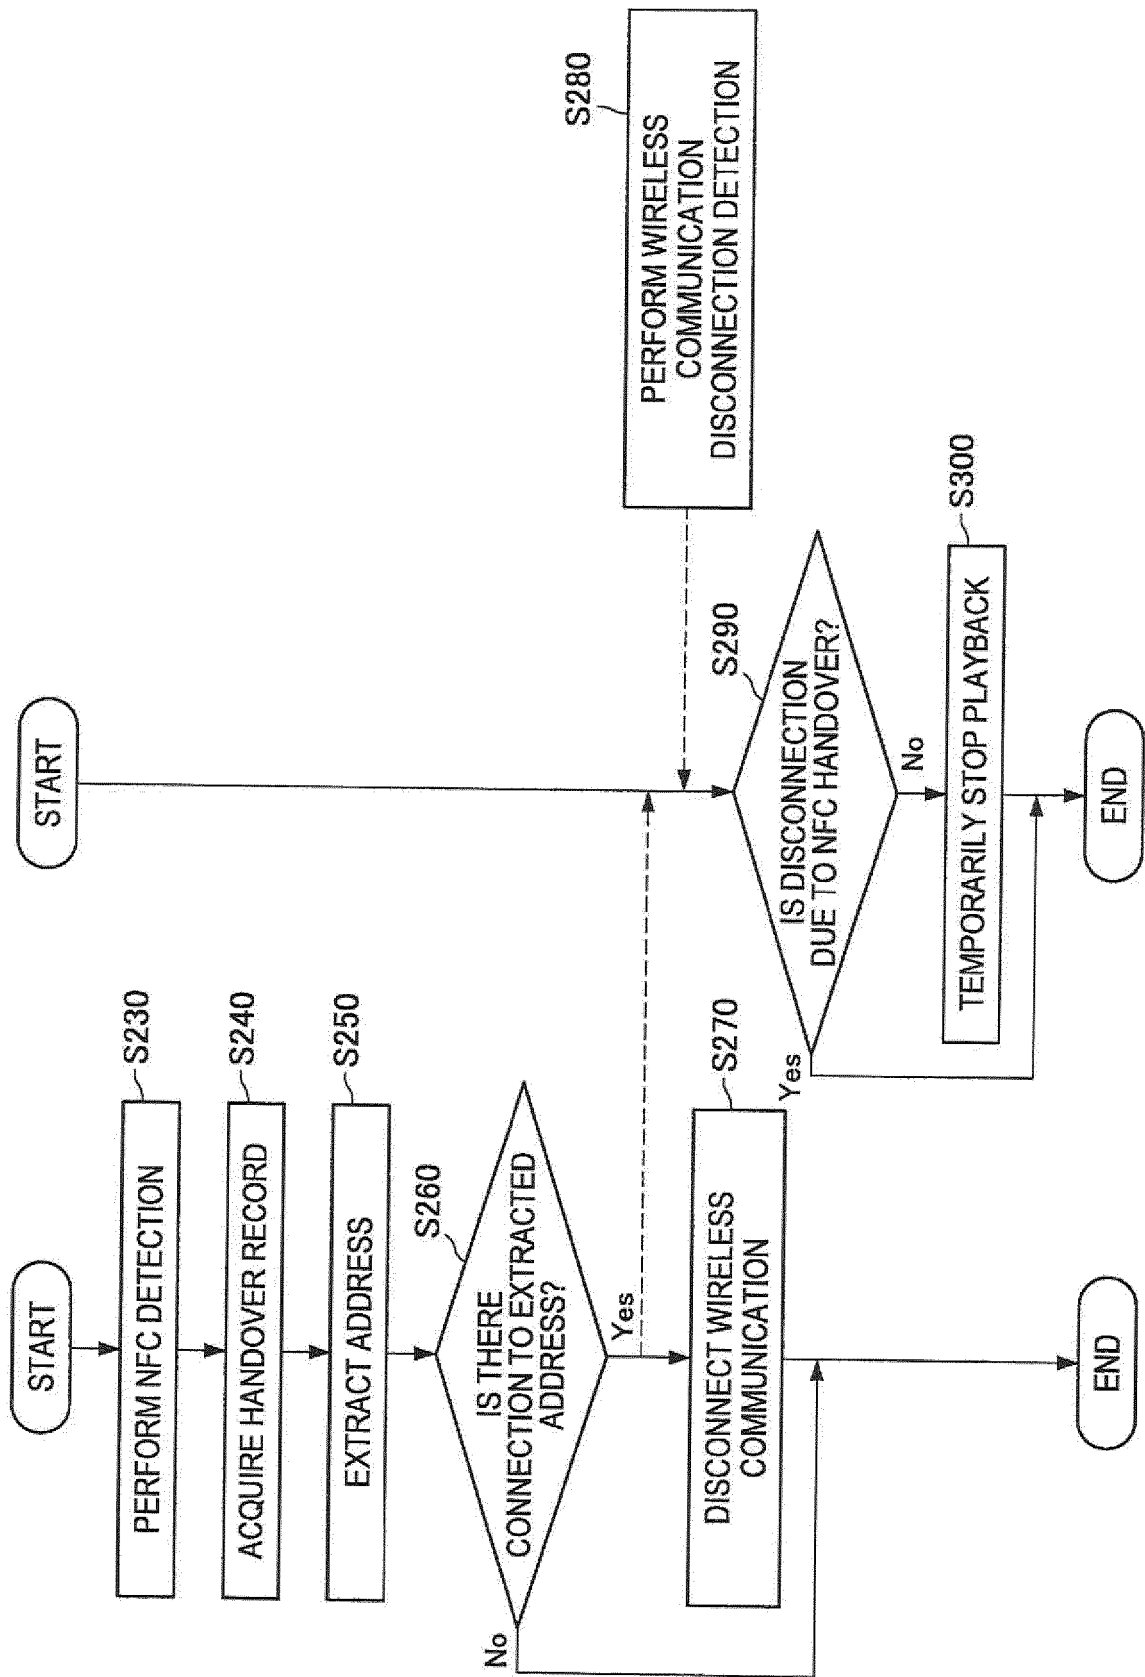 START
PERFORM NFC DETECTION
S230
ACQUIRE HANDOVER RECORD
S240
EXTRACT ADDRESS
S250
IS THERE
CONNECTION TO EXTRACTED
ADDRESS?
S260
No
Yes
DISCONNECT WIRELESS
COMMUNICATION
S270
END
START
PERFORM WIRELESS
COMMUNICATION
DISCONNECTION DETECTION
S280
IS DISCONNECTION
DUE TO NFC HANDOVER?
S290
Yes
No
TEMPORARILY STOP PLAYBACK
S300
END